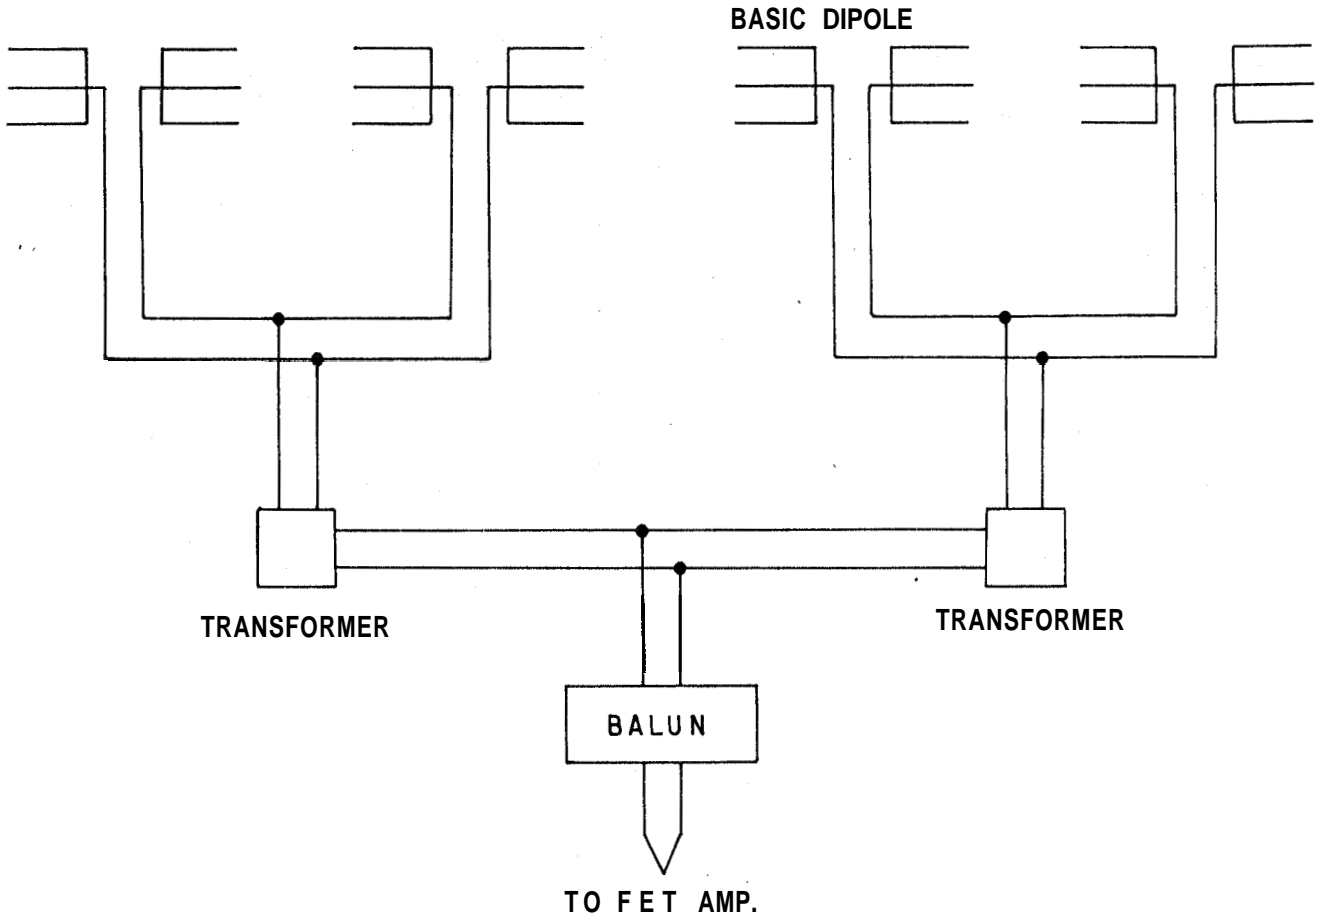 BASIC DIPOLE
TRANSFORMER
TRANSFORMER
BALUN
TO FET AMP.